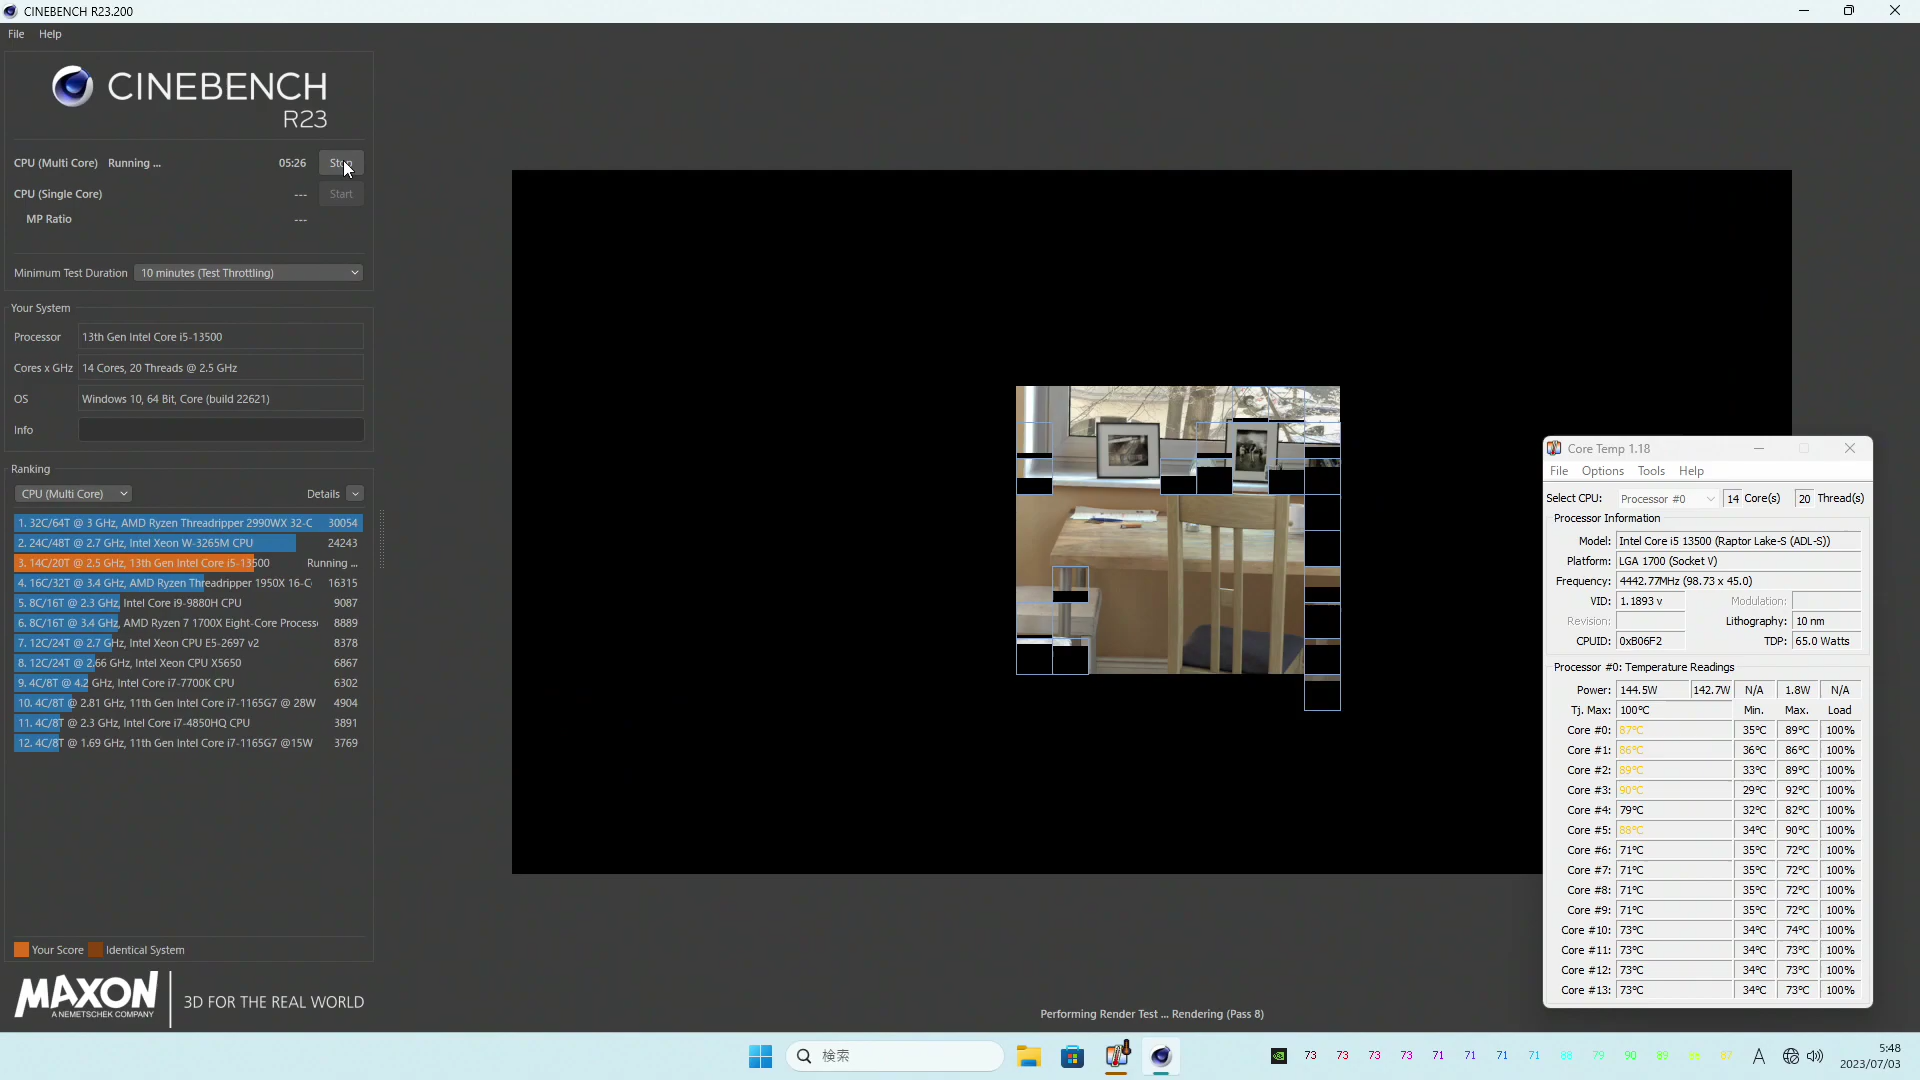 CINEBENCH R23.200
File Help
CINEBENCH
R23
CPU (Multi Core) Running ... 05:26 Stop
CPU (Single Core) --- Start
MP Ratio ---
Minimum Test Duration 10 minutes (Test Throttling)
Your System
Processor 13th Gen Intel Core i5-13500
Cores x GHz 14 Cores, 20 Threads @ 2.5 GHz
OS Windows 10, 64 Bit, Core (build 22621)
Info
Ranking
CPU (Multi Core) Details
1. 32C/64T @ 3 GHz, AMD Ryzen Threadripper 2990WX 32-C 30054
2. 24C/48T @ 2.7 GHz, Intel Xeon W-3265M CPU 24243
3. 14C/20T @ 2.5 GHz, 13th Gen Intel Core i5-13500 Running ...
4. 16C/32T @ 3.4 GHz, AMD Ryzen Threadripper 1950X 16-C 16315
5. 8C/16T @ 2.3 GHz, Intel Core i9-9880H CPU 9087
6. 8C/16T @ 3.4 GHz, AMD Ryzen 7 1700X Eight-Core Process 8889
7. 12C/24T @ 2.7 GHz, Intel Xeon CPU E5-2697 v2 8378
8. 12C/24T @ 2.66 GHz, Intel Xeon CPU X5650 6867
9. 4C/8T @ 4.2 GHz, Intel Core i7-7700K CPU 6302
10. 4C/8T @ 2.81 GHz, 11th Gen Intel Core i7-1165G7 @ 28W 4904
11. 4C/8T @ 2.3 GHz, Intel Core i7-4850HQ CPU 3891
12. 4C/8T @ 1.69 GHz, 11th Gen Intel Core i7-1165G7 @15W 3769
Your Score Identical System
MAXON
A NEMETSCHEK COMPANY
3D FOR THE REAL WORLD
Performing Render Test ... Rendering (Pass 8)
Core Temp 1.18
File Options Tools Help
Select CPU: Processor #0 14 Core(s) 20 Thread(s)
Processor Information
Model: Intel Core i5 13500 (Raptor Lake-S (ADL-S))
Platform: LGA 1700 (Socket V)
Frequency: 4442.77MHz (98.73 x 45.0)
VID: 1.1893 v Modulation:
Revision: Lithography: 10 nm
CPUID: 0xB06F2 TDP: 65.0 Watts
Processor #0: Temperature Readings
Power: 144.5W 142.7W N/A 1.8W N/A
Tj. Max: 100°C Min. Max. Load
Core #0: 87°C 35°C 89°C 100%
Core #1: 86°C 36°C 86°C 100%
Core #2: 89°C 33°C 89°C 100%
Core #3: 90°C 29°C 92°C 100%
Core #4: 79°C 32°C 82°C 100%
Core #5: 88°C 34°C 90°C 100%
Core #6: 71°C 35°C 72°C 100%
Core #7: 71°C 35°C 72°C 100%
Core #8: 71°C 35°C 72°C 100%
Core #9: 71°C 35°C 72°C 100%
Core #10: 73°C 34°C 74°C 100%
Core #11: 73°C 34°C 73°C 100%
Core #12: 73°C 34°C 73°C 100%
Core #13: 73°C 34°C 73°C 100%
検索
73 73 73 73 71 71 71 71 88 79 90 89 87 A
5:48
2023/07/03